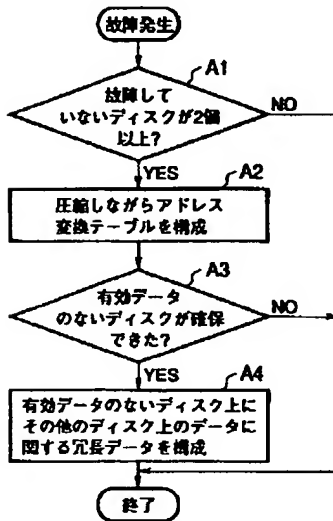 故障発生
A1
故障して
いないディスクが2個
以上?
NO
YES
A2
圧縮しながらアドレス
変換テーブルを構成
A3
有効データ
のないディスクが確保
できた?
NO
YES
A4
有効データのないディスク上に
その他のディスク上のデータに
関する冗長データを構成
終了